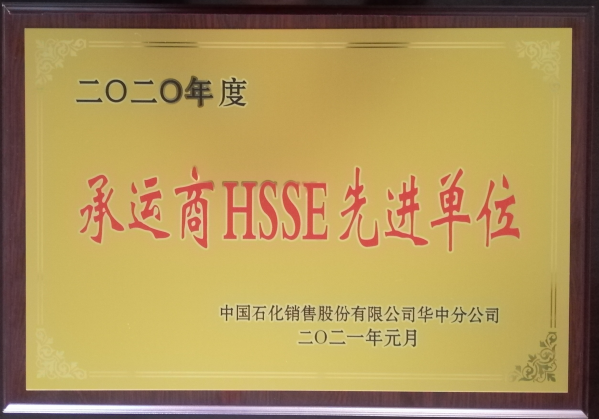 二〇二〇年度
承运商HSSE先进单位
中国石化销售股份有限公司华中分公司
二〇二一年元月